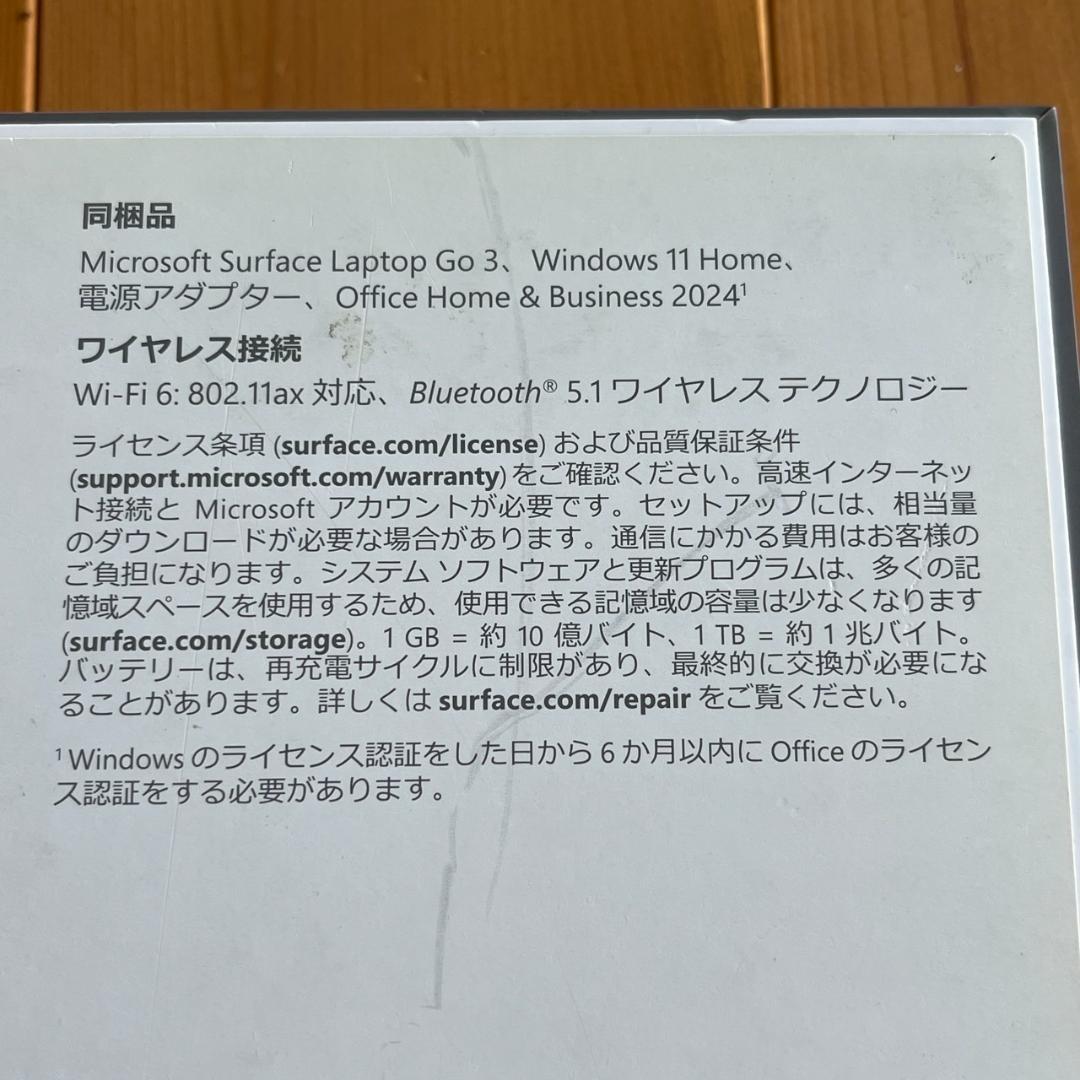 同梱品
Microsoft Surface Laptop Go 3、Windows 11 Home、
電源アダプター、Office Home & Business 2024¹
ワイヤレス接続
Wi-Fi 6: 802.11ax 対応、Bluetooth® 5.1 ワイヤレス テクノロジー
ライセンス条項 (surface.com/license) および品質保証条件
(support.microsoft.com/warranty) をご確認ください。高速インターネッ
ト接続と Microsoft アカウントが必要です。セットアップには、相当量
のダウンロードが必要な場合があります。通信にかかる費用はお客様の
ご負担になります。システム ソフトウェアと更新プログラムは、多くの記
憶域スペースを使用するため、使用できる記憶域の容量は少なくなります
(surface.com/storage)。1 GB = 約 10 億バイト、1 TB = 約 1 兆バイト。
バッテリーは、再充電サイクルに制限があり、最終的に交換が必要にな
ることがあります。詳しくは surface.com/repair をご覧ください。
¹ Windows のライセンス認証をした日から 6 か月以内に Office のライセン
ス認証をする必要があります。